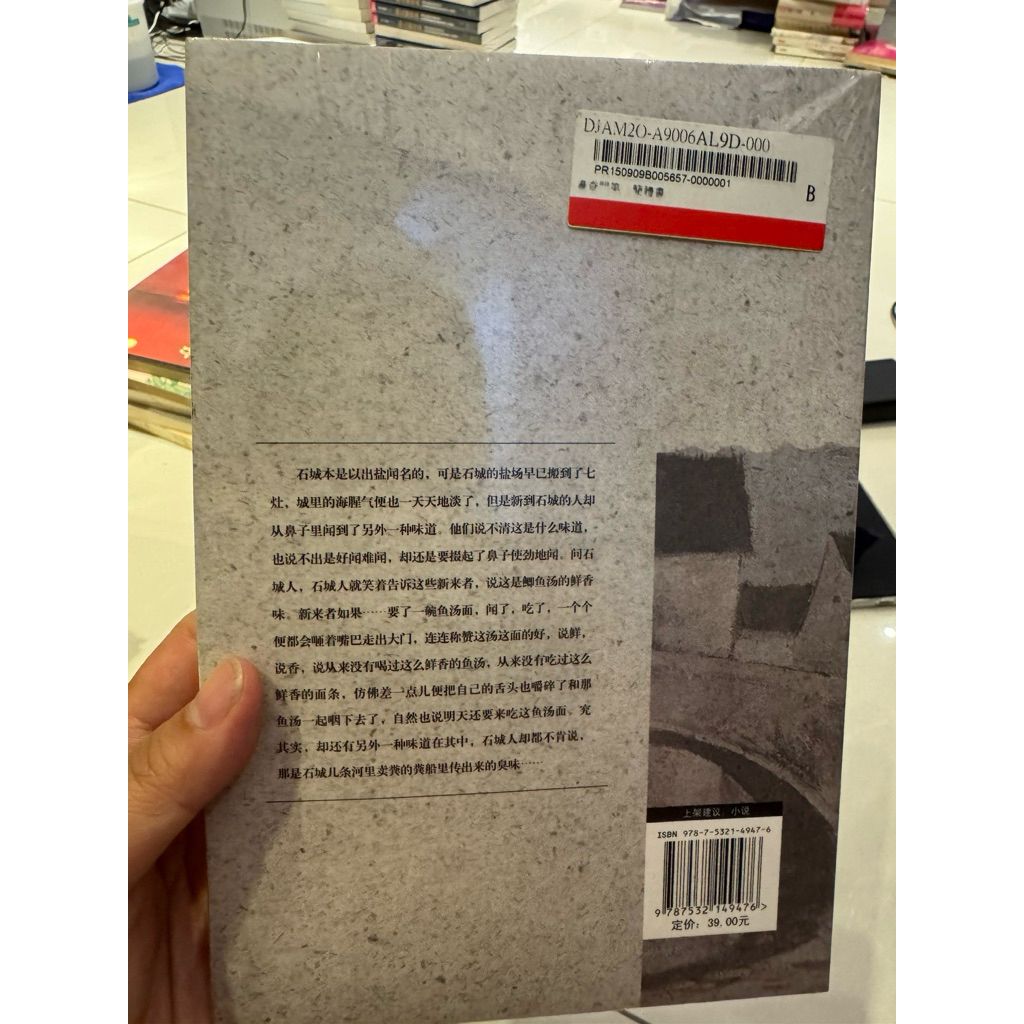 DJAM2O-A9006AL9D-000
PR150909B005657-0000001
B
石城本是以出盐闻名的，可是石城的盐场早已搬到了七
灶，城里的海腥气便也一天天地淡了，但是新到石城的人却
从鼻子里闻到了另外一种味道。他们说不清这是什么味道，
也说不出是好闻难闻，却还是要掇起了鼻子使劲地闻。问石
城人，石城人就笑着告诉这些新来者，说这是鲫鱼汤的鲜香
味。新来者如果……要了一碗鱼汤面，闻了，吃了，一个个
便都会咂着嘴巴走出大门，连连称赞这汤这面的好，说鲜，
说香，说从来没有喝过这么鲜香的鱼汤，从来没有吃过这么
鲜香的面条，仿佛差一点儿便把自己的舌头也嚼碎了和那
鱼汤一起咽下去了，自然也说明天还要来吃这鱼汤面。究
其实，却还有另外一种味道在其中，石城人却都不肯说，
那是石城几条河里卖粪的粪船里传出来的臭味……
上架建议：小说
ISBN 978-7-5321-4947-6
9 787532 149476 >
定价：39.00元